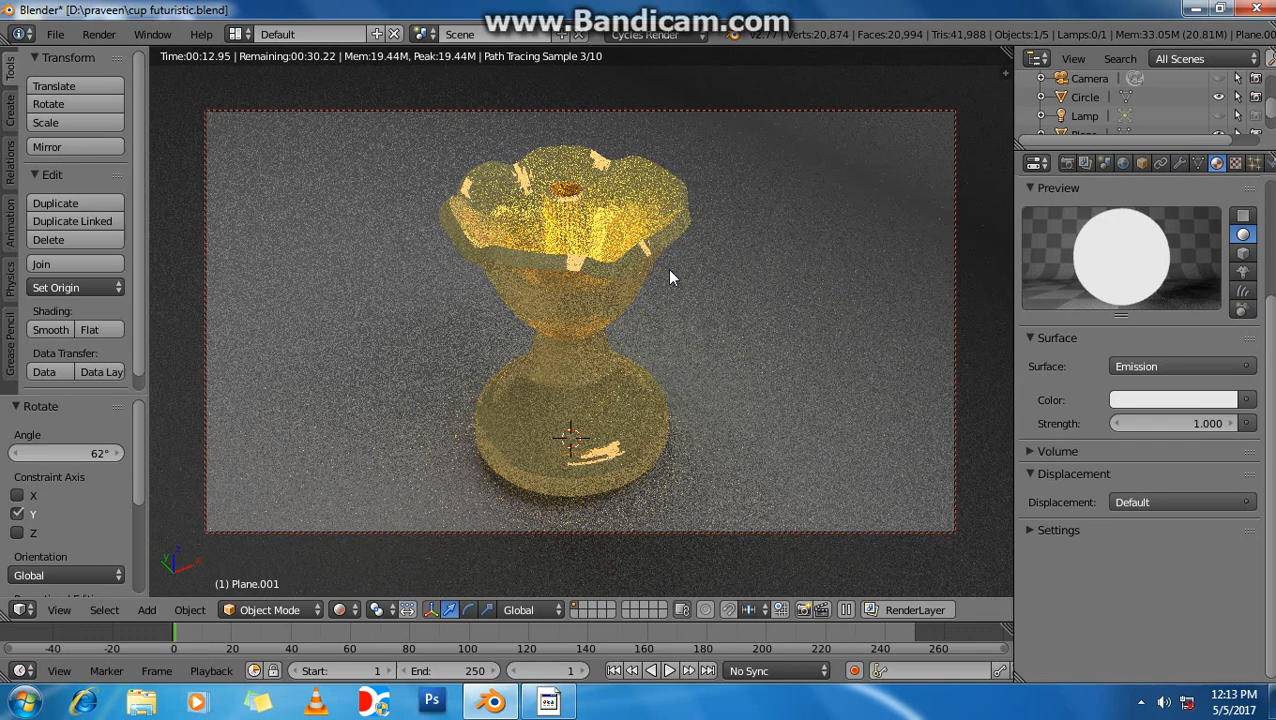 Blender* [D:\praveen\cup futuristic.blend]
www.Bandicam.com
File Render Window Help Default Scene Cycles Render v2.77 Verts:20,874 Faces:20,994 Tris:41,988 Objects:1/5 Lamps:0/1 Mem:33.05M (20.81M) Plane.00
Time:00:12.95 | Remaining:00:30.22 | Mem:19.44M, Peak:19.44M | Path Tracing Sample 3/10
View Search All Scenes
Camera
Circle
Lamp
Tools
Create
Relations
Animation
Physics
Grease Pencil
Transform
Translate
Rotate
Scale
Mirror
Edit
Duplicate
Duplicate Linked
Delete
Join
Set Origin
Shading:
Smooth Flat
Data Transfer:
Data Data Lay
Rotate
Angle
62°
Constraint Axis
X
Y
Z
Orientation
Global
(1) Plane.001
Preview
Surface
Surface: Emission
Color:
Strength: 1.000
Volume
Displacement
Displacement: Default
Settings
View Select Add Object Object Mode Global RenderLayer
-40 -20 0 20 40 60 80 100 120 140 160 180 200 220 240 260
View Marker Frame Playback Start: 1 End: 250 1 No Sync
Ps
12:13 PM
5/5/2017